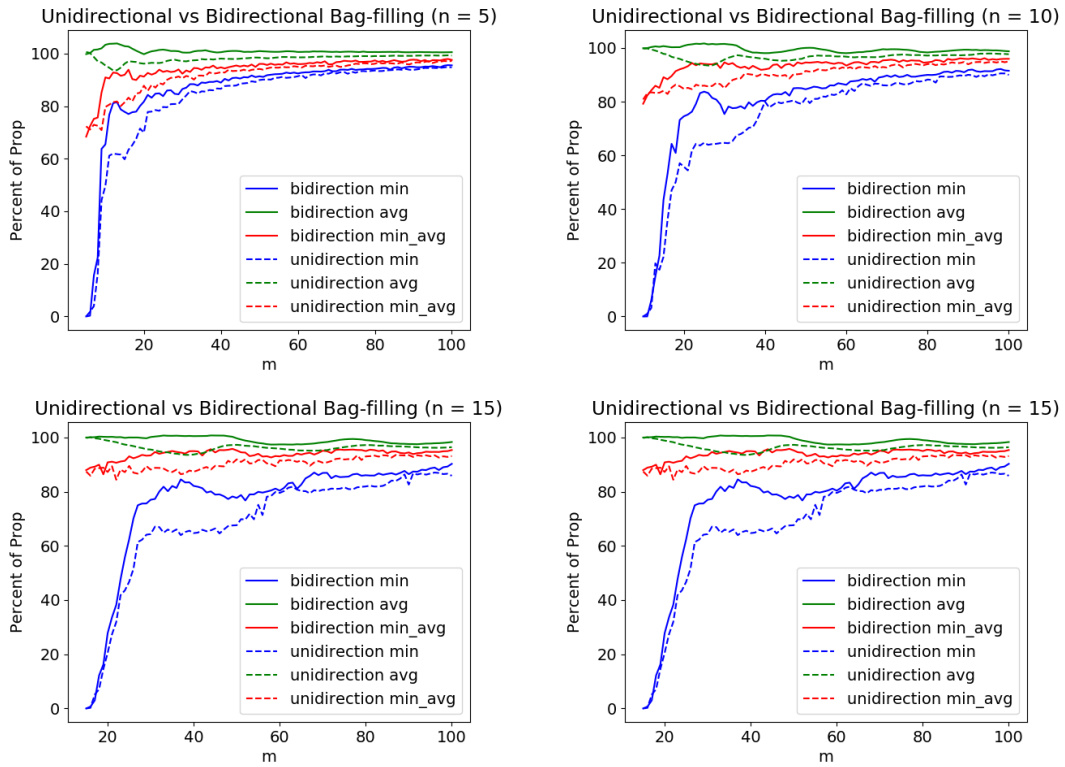 Unidirectional vs Bidirectional Bag-filling (n = 5)
Percent of Prop
100
80
60
40
20
0
bidirection min
bidirection avg
bidirection min_avg
unidirection min
unidirection avg
unidirection min_avg
20 40 60 80 100
m
Unidirectional vs Bidirectional Bag-filling (n = 10)
Percent of Prop
100
80
60
40
20
0
bidirection min
bidirection avg
bidirection min_avg
unidirection min
unidirection avg
unidirection min_avg
20 40 60 80 100
m
Unidirectional vs Bidirectional Bag-filling (n = 15)
Percent of Prop
100
80
60
40
20
0
bidirection min
bidirection avg
bidirection min_avg
unidirection min
unidirection avg
unidirection min_avg
20 40 60 80 100
m
Unidirectional vs Bidirectional Bag-filling (n = 15)
Percent of Prop
100
80
60
40
20
0
bidirection min
bidirection avg
bidirection min_avg
unidirection min
unidirection avg
unidirection min_avg
20 40 60 80 100
m